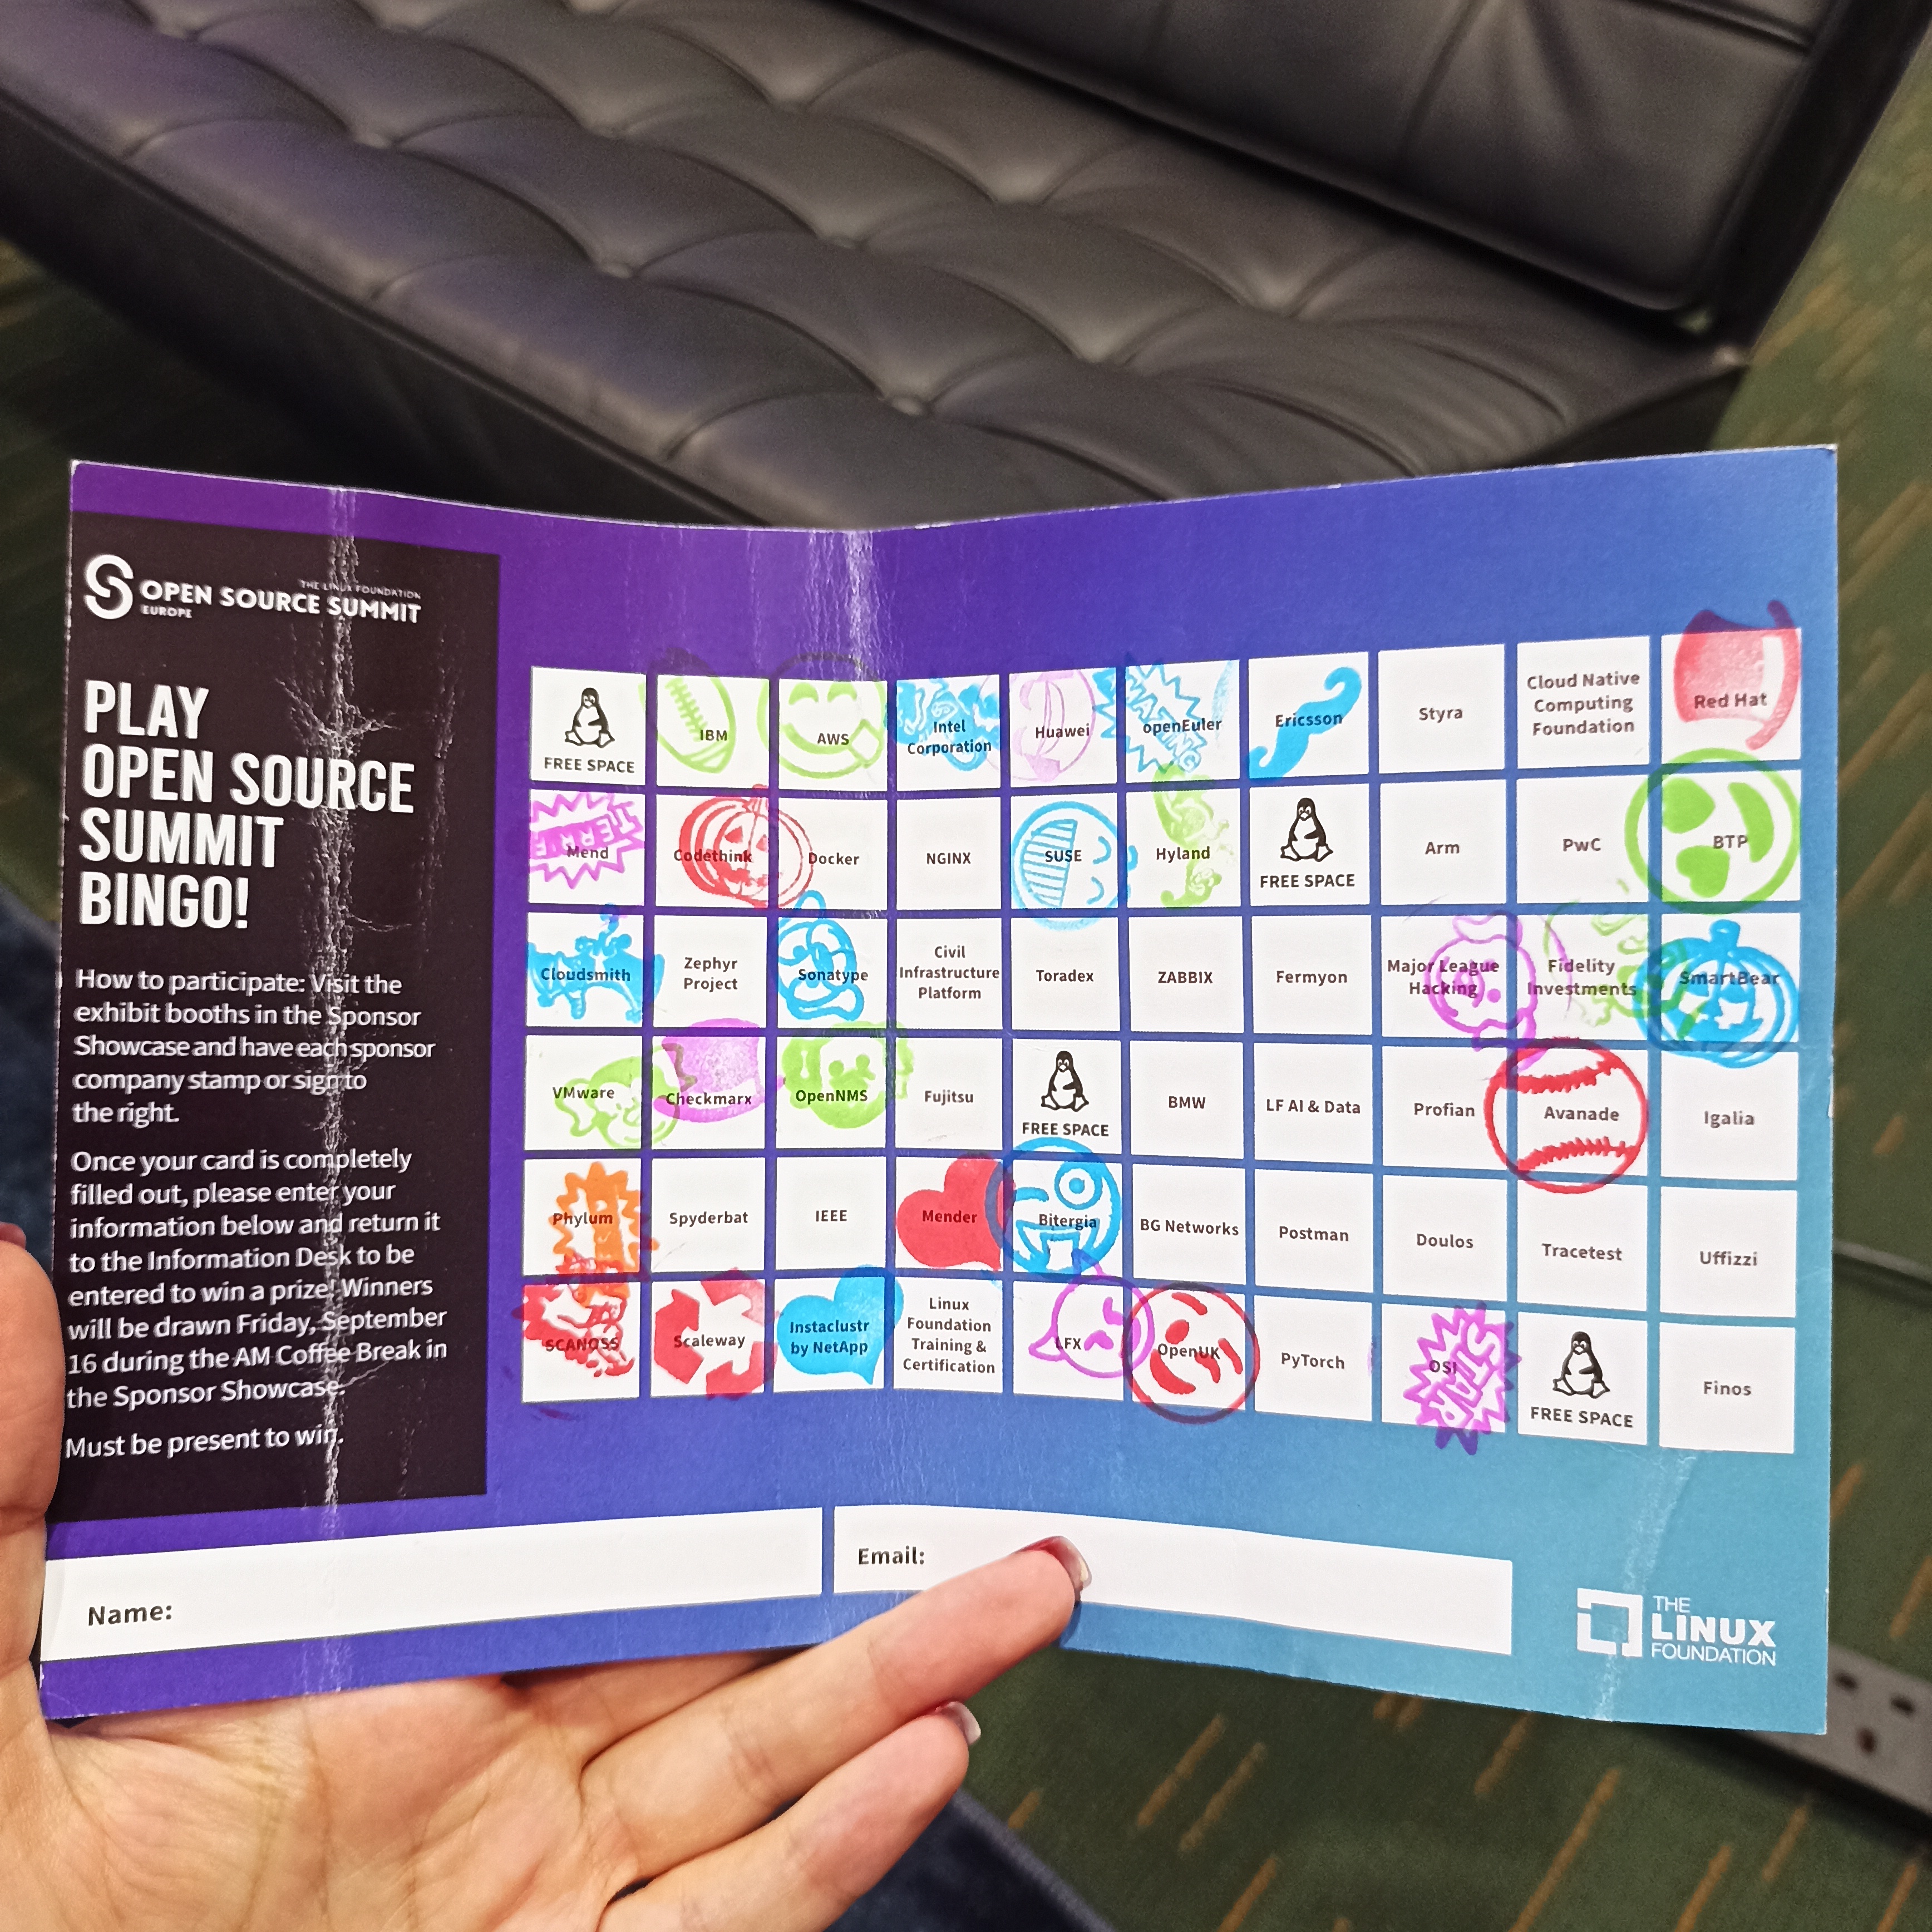 THE LINUX FOUNDATION
OPEN SOURCE SUMMIT
EUROPE
PLAY
OPEN SOURCE
SUMMIT
BINGO!
How to participate: Visit the
exhibit booths in the Sponsor
Showcase and have each sponsor
company stamp or sign to
the right.
Once your card is completely
filled out, please enter your
information below and return it
to the Information Desk to be
entered to win a prize! Winners
will be drawn Friday, September
16 during the AM Coffee Break in
the Sponsor Showcase.
Must be present to win.
FREE SPACE
IBM
AWS
Intel
Corporation
Huawei
openEuler
Ericsson
Styra
Cloud Native
Computing
Foundation
Red Hat
Mend
Codethink
Docker
NGINX
SUSE
Hyland
FREE SPACE
Arm
PwC
BTP
Cloudsmith
Zephyr
Project
Sonatype
Civil
Infrastructure
Platform
Toradex
ZABBIX
Fermyon
Major League
Hacking
Fidelity
Investments
SmartBear
VMware
Checkmarx
OpenNMS
Fujitsu
FREE SPACE
BMW
LF AI & Data
Profian
Avanade
Igalia
Phylum
Spyderbat
IEEE
Mender
Bitergia
BG Networks
Postman
Doulos
Tracetest
Uffizzi
SCANOSS
Scaleway
Instaclustr
by NetApp
Linux
Foundation
Training &
Certification
LFX
OpenUK
PyTorch
OSI
FREE SPACE
Finos
Name:
Email:
THE
LINUX
FOUNDATION